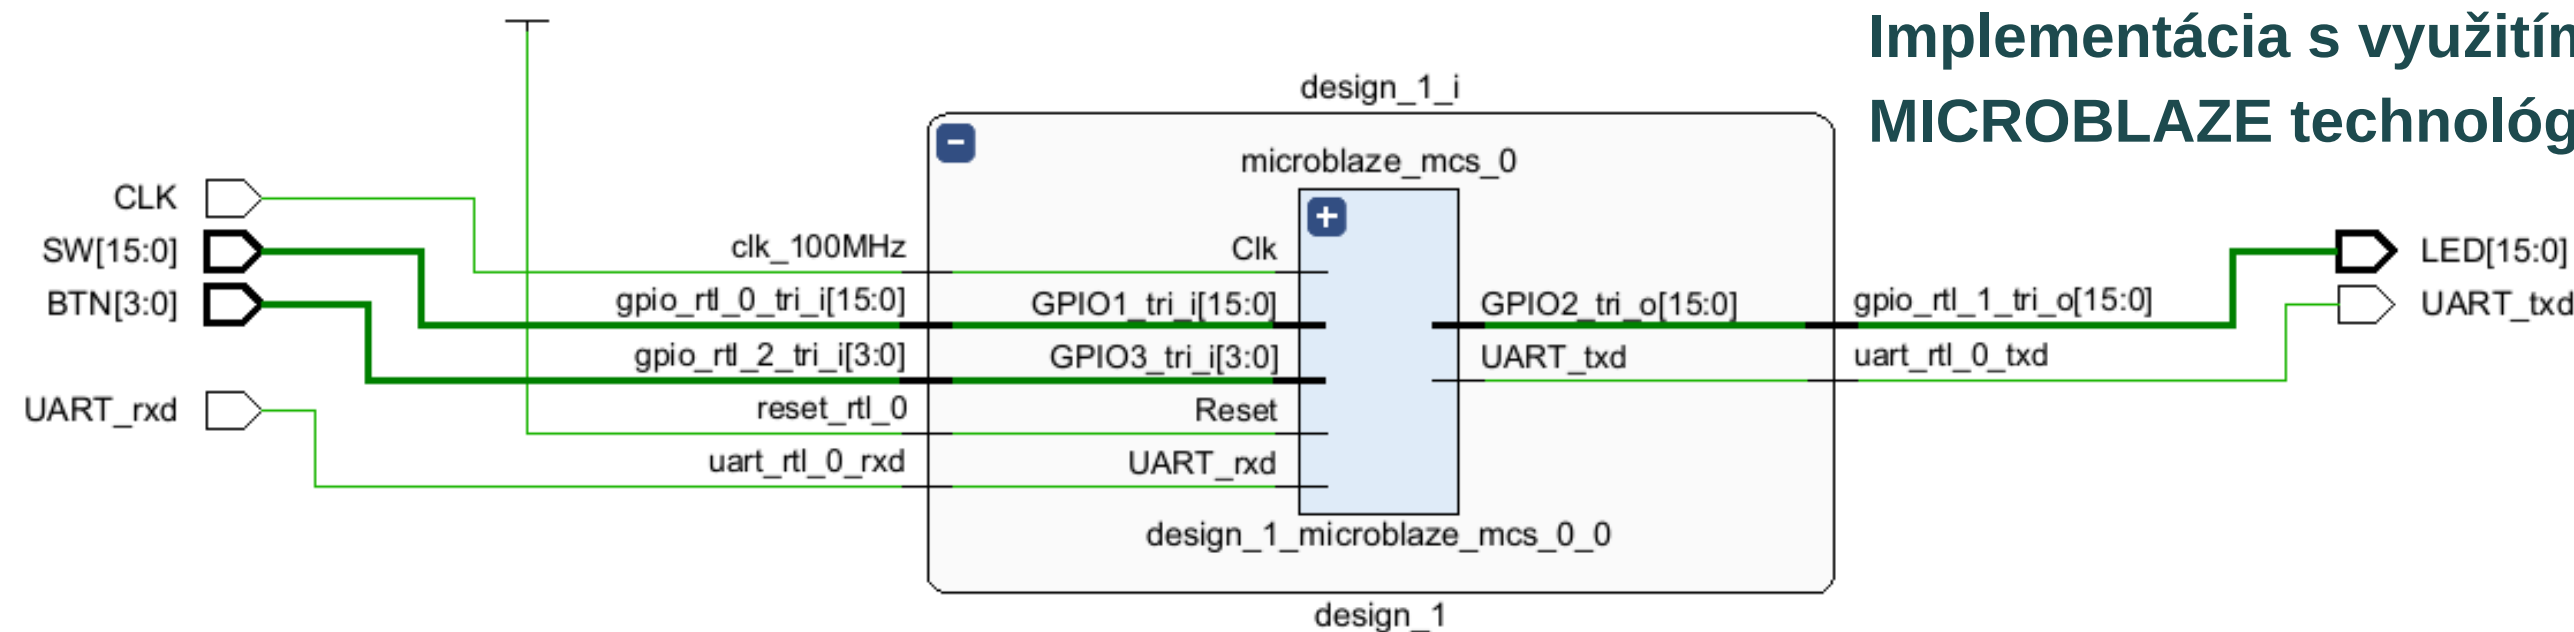 Implementácia s využitím
MICROBLAZE
design_1_i
microblaze_mcs_0
CLK
SW[15:0]
BTN[3:0]
UART_rxd
clk_100MHz
gpio_rtl_0_tri_i[15:0]
gpio_rtl_2_tri_i[3:0]
reset_rtl_0
uart_rtl_0_rxd
Clk
GPIO1_tri_i[15:0]
GPIO3_tri_i[3:0]
Reset
UART_rxd
GPIO2_tri_o[15:0]
UART_txd
gpio_rtl_1_tri_o[15:0]
uart_rtl_0_txd
LED[15:0]
UART_txd
design_1_microblaze_mcs_0_0
design_1